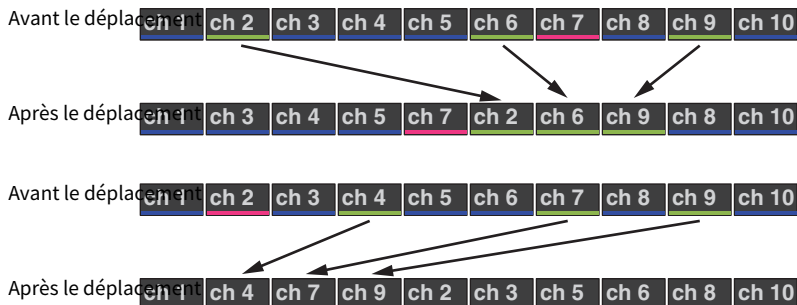 Avant le déplacement ch 1 ch 2 ch 3 ch 4 ch 5 ch 6 ch 7 ch 8 ch 9 ch 10
Après le déplacement ch 1 ch 3 ch 4 ch 5 ch 7 ch 2 ch 6 ch 9 ch 8 ch 10
Avant le déplacement ch 1 ch 2 ch 3 ch 4 ch 5 ch 6 ch 7 ch 8 ch 9 ch 10
Après le déplacement ch 1 ch 4 ch 7 ch 9 ch 2 ch 3 ch 5 ch 6 ch 8 ch 10